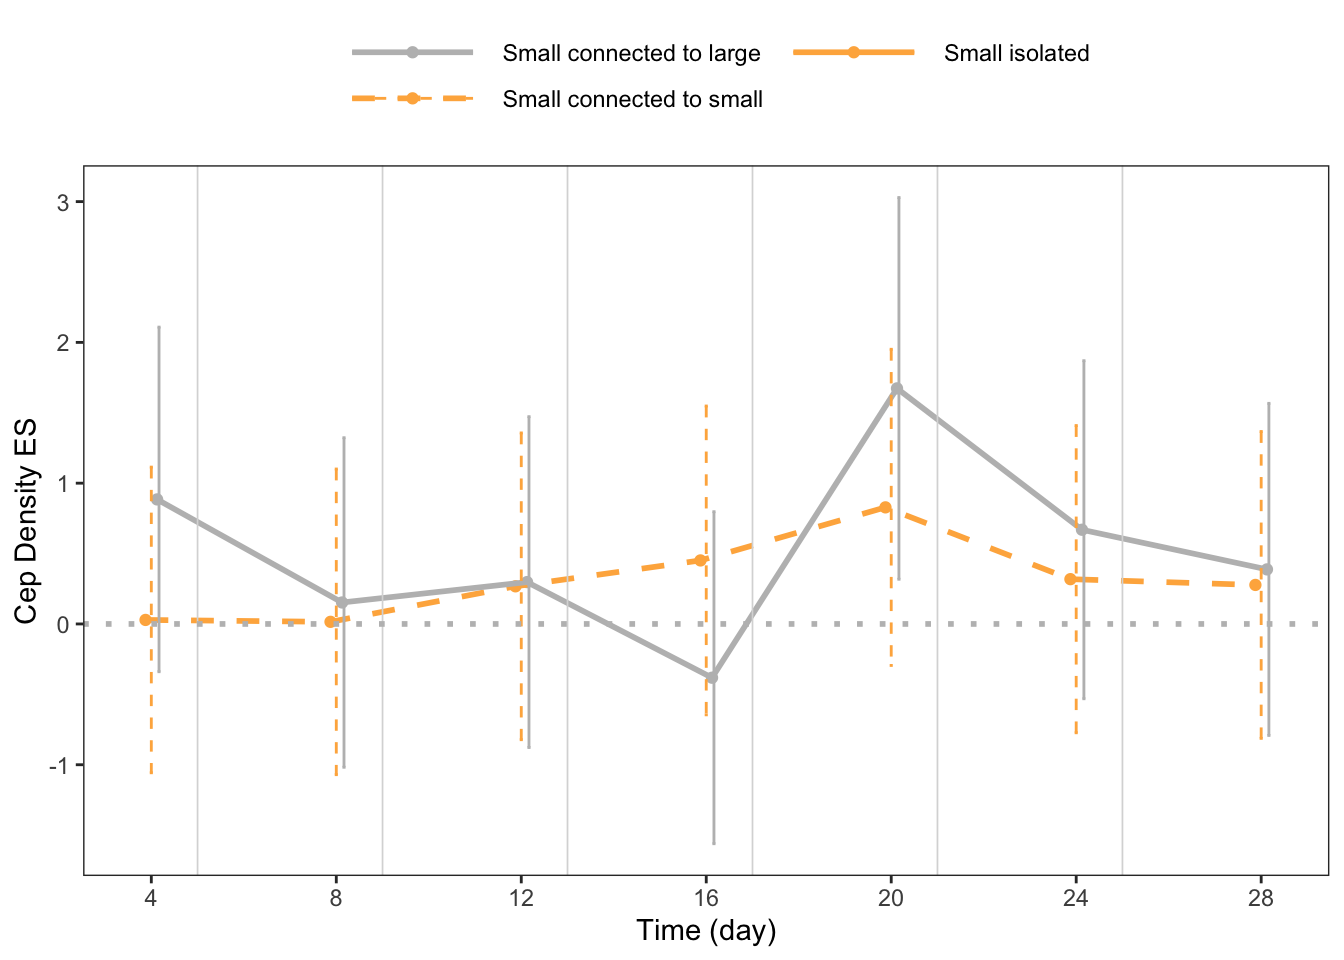 Small connected to large
Small isolated
Small connected to small
3
2
1
0
-1
Cep Density ES
4 8 12 16 20 24 28
Time (day)